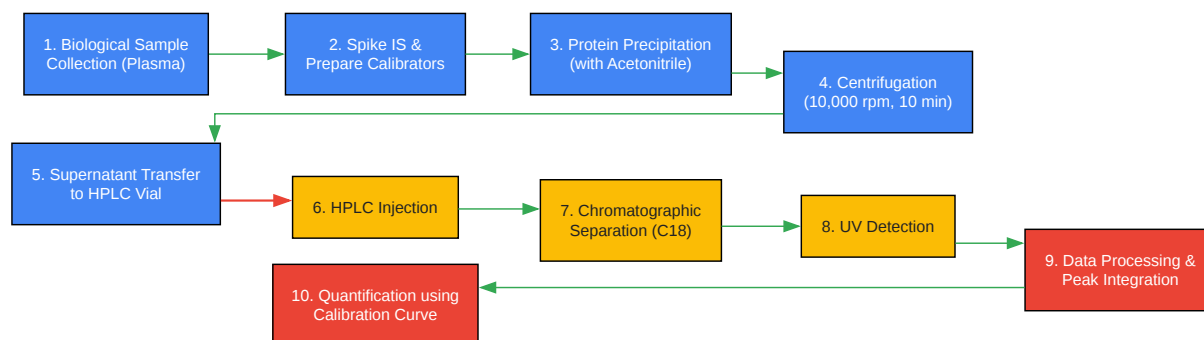 1. Biological Sample
Collection (Plasma)
2. Spike IS &
Prepare Calibrators
3. Protein Precipitation
(with Acetonitrile)
4. Centrifugation
(10,000 rpm, 10 min)
5. Supernatant Transfer
to HPLC Vial
6. HPLC Injection
7. Chromatographic
Separation (C18)
8. UV Detection
9. Data Processing &
Peak Integration
10. Quantification using
Calibration Curve